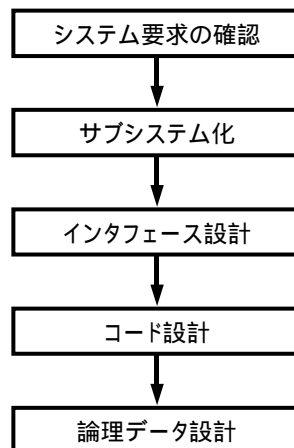 システム要求の確認
サブシステム化
インタフェース設計
コード設計
論理データ設計